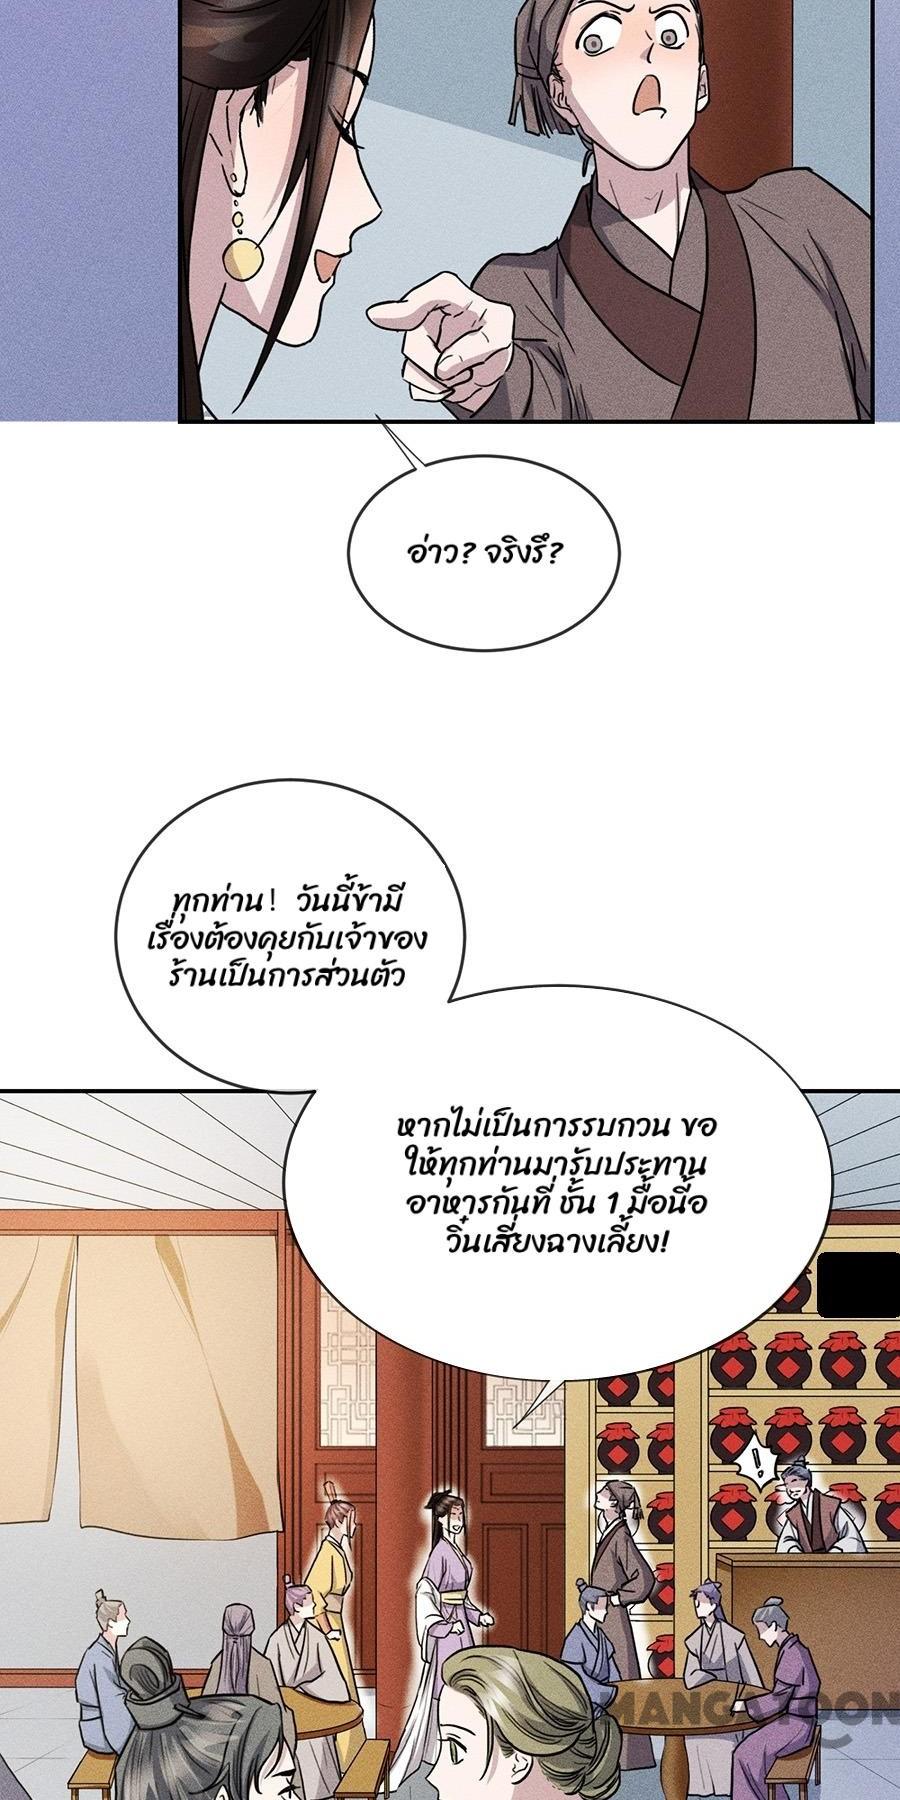 อ่าว? จริงรึ?
ทุกท่าน! วันนี้ข้ามี
เรื่องต้องคุยกับเจ้าของ
ร้านเป็นการส่วนตัว
หากไม่เป็นการรบกวน ขอ
ให้ทุกท่านมารับประทาน
อาหารกันที่ ชั้น 1 มื้อนี้อ
วิ๋นเสี่ยงฉางเลี้ยง!
!
MANGATOON